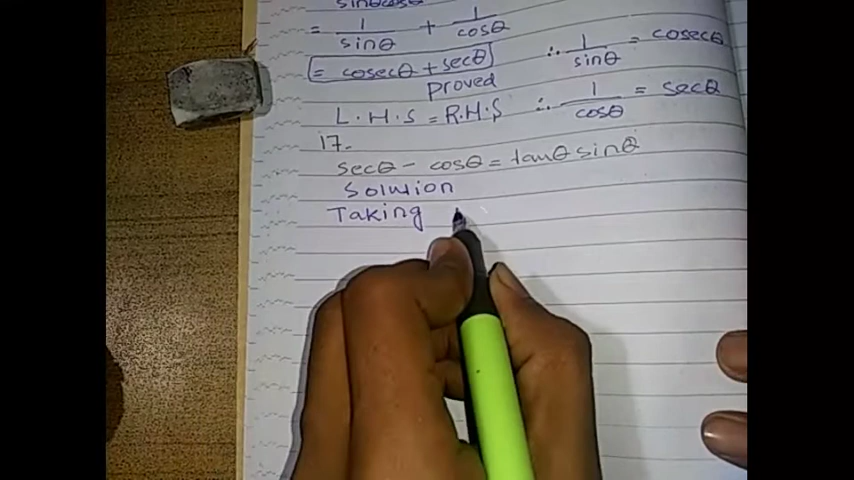 sinθcosθ
= 1/sinθ + 1/cosθ
= cosecθ + secθ ∴ 1/sinθ = cosecθ
Proved
L.H.S = R.H.S ∴ 1/cosθ = secθ
17.
secθ - cosθ = tanθ sinθ
Solution
Taking